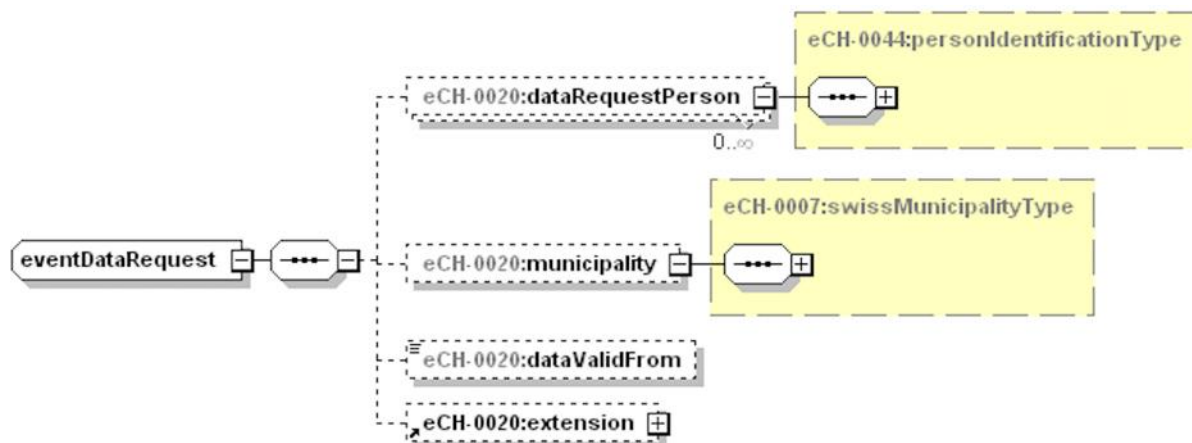 eCH-0044:personIdentificationType
eCH-0020:dataRequestPerson
0..∞
eCH-0007:swissMunicipalityType
eventDataRequest
eCH-0020:municipality
eCH-0020:dataValidFrom
eCH-0020:extension